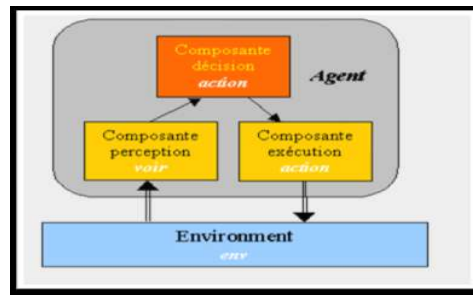 Composante
décision
action
Agent
Composante
perception
voir
Composante
exécution
action
Environment
env